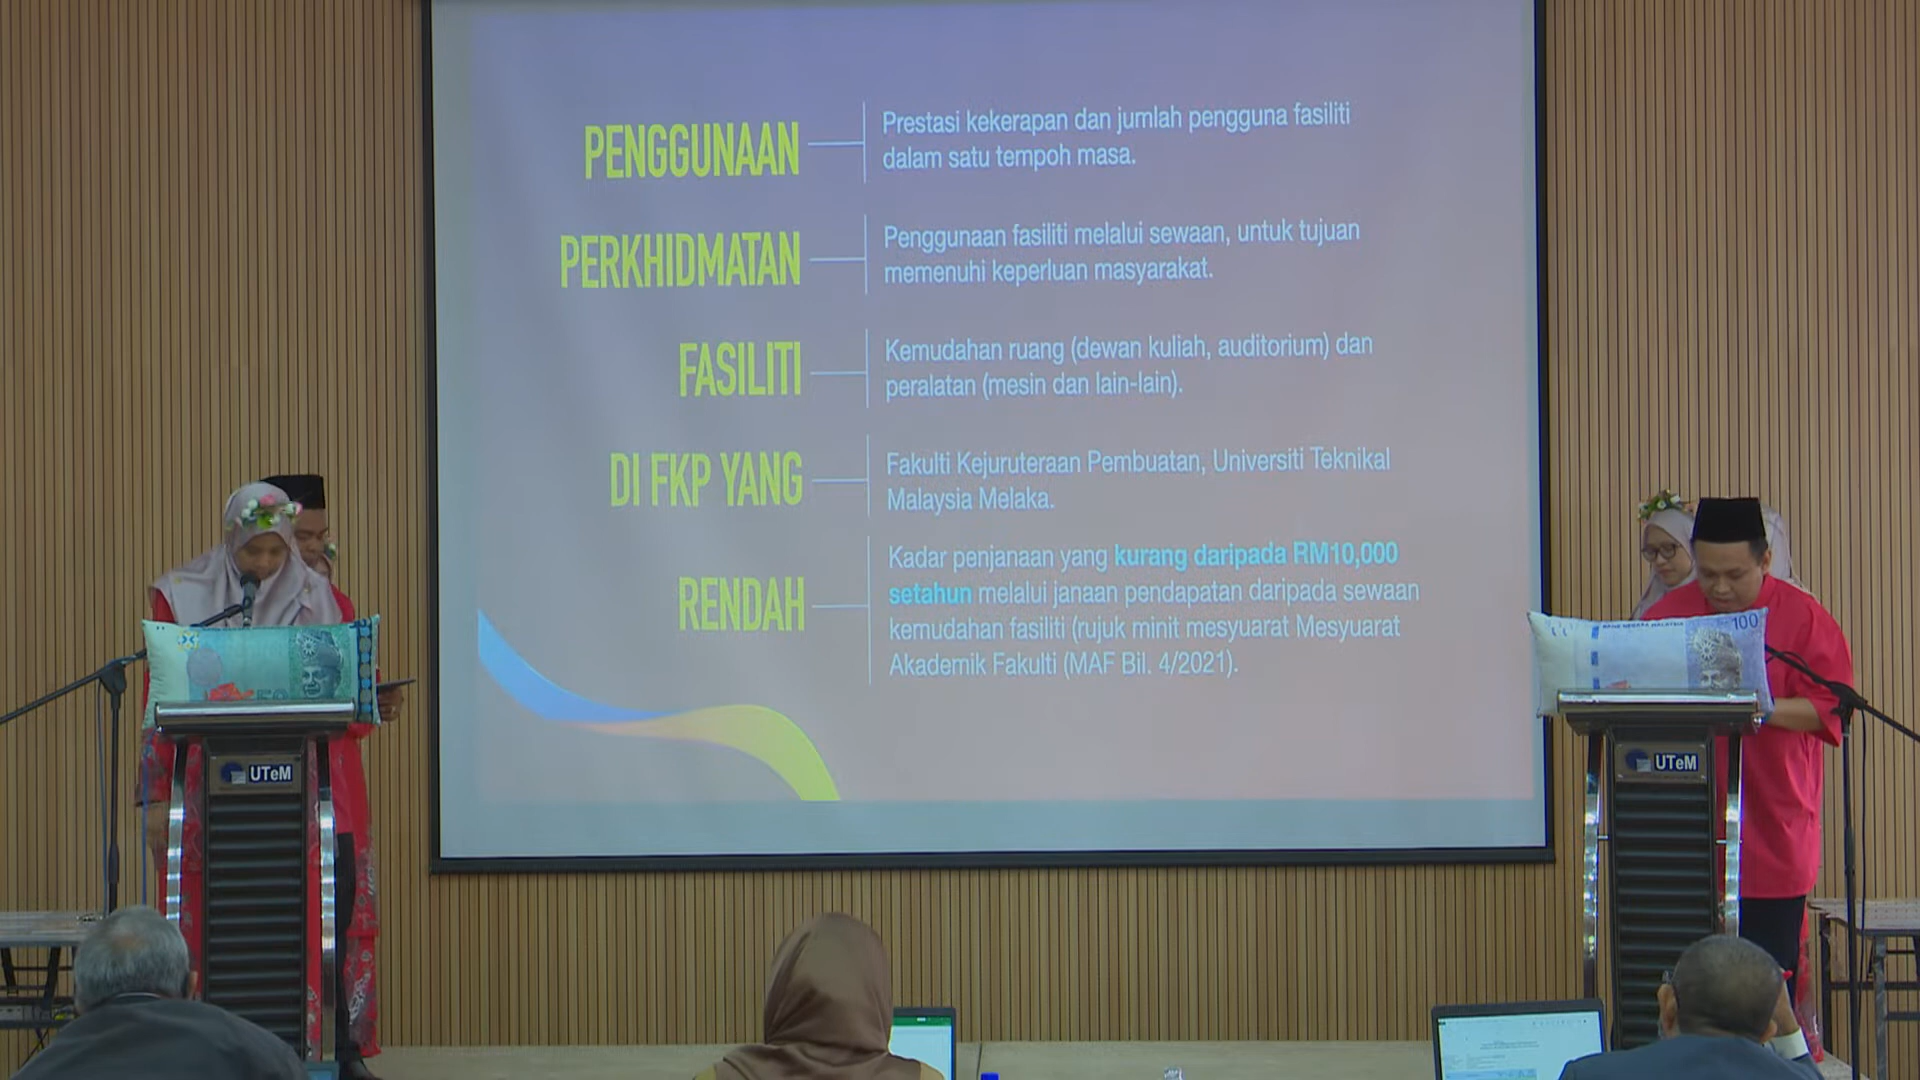 PENGGUNAAN
Prestasi kekerapan dan jumlah pengguna fasiliti
dalam satu tempoh masa.
PERKHIDMATAN
Penggunaan fasiliti melalui sewaan, untuk tujuan
memenuhi keperluan masyarakat.
FASILITI
Kemudahan ruang (dewan kuliah, auditorium) dan
peralatan (mesin dan lain-lain).
DI FKP YANG
Fakulti Kejuruteraan Pembuatan, Universiti Teknikal
Malaysia Melaka.
RENDAH
Kadar penjanaan yang kurang daripada RM10,000
setahun melalui janaan pendapatan daripada sewaan
kemudahan fasiliti (rujuk minit mesyuarat Mesyuarat
Akademik Fakulti (MAF Bil. 4/2021).
50
100
UTeM
UTeM